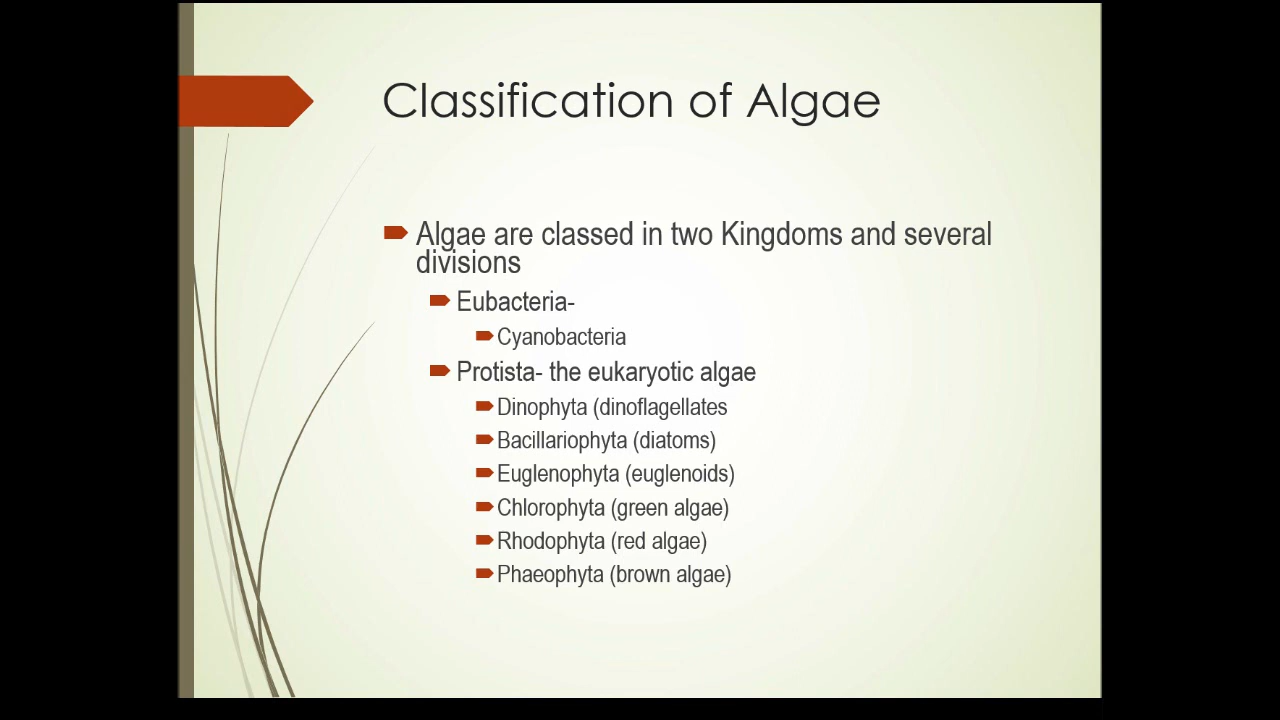 Classification of Algae
Algae are classed in two Kingdoms and several
divisions
Eubacteria-
Cyanobacteria
Protista- the eukaryotic algae
Dinophyta (dinoflagellates
Bacillariophyta (diatoms)
Euglenophyta (euglenoids)
Chlorophyta (green algae)
Rhodophyta (red algae)
Phaeophyta (brown algae)